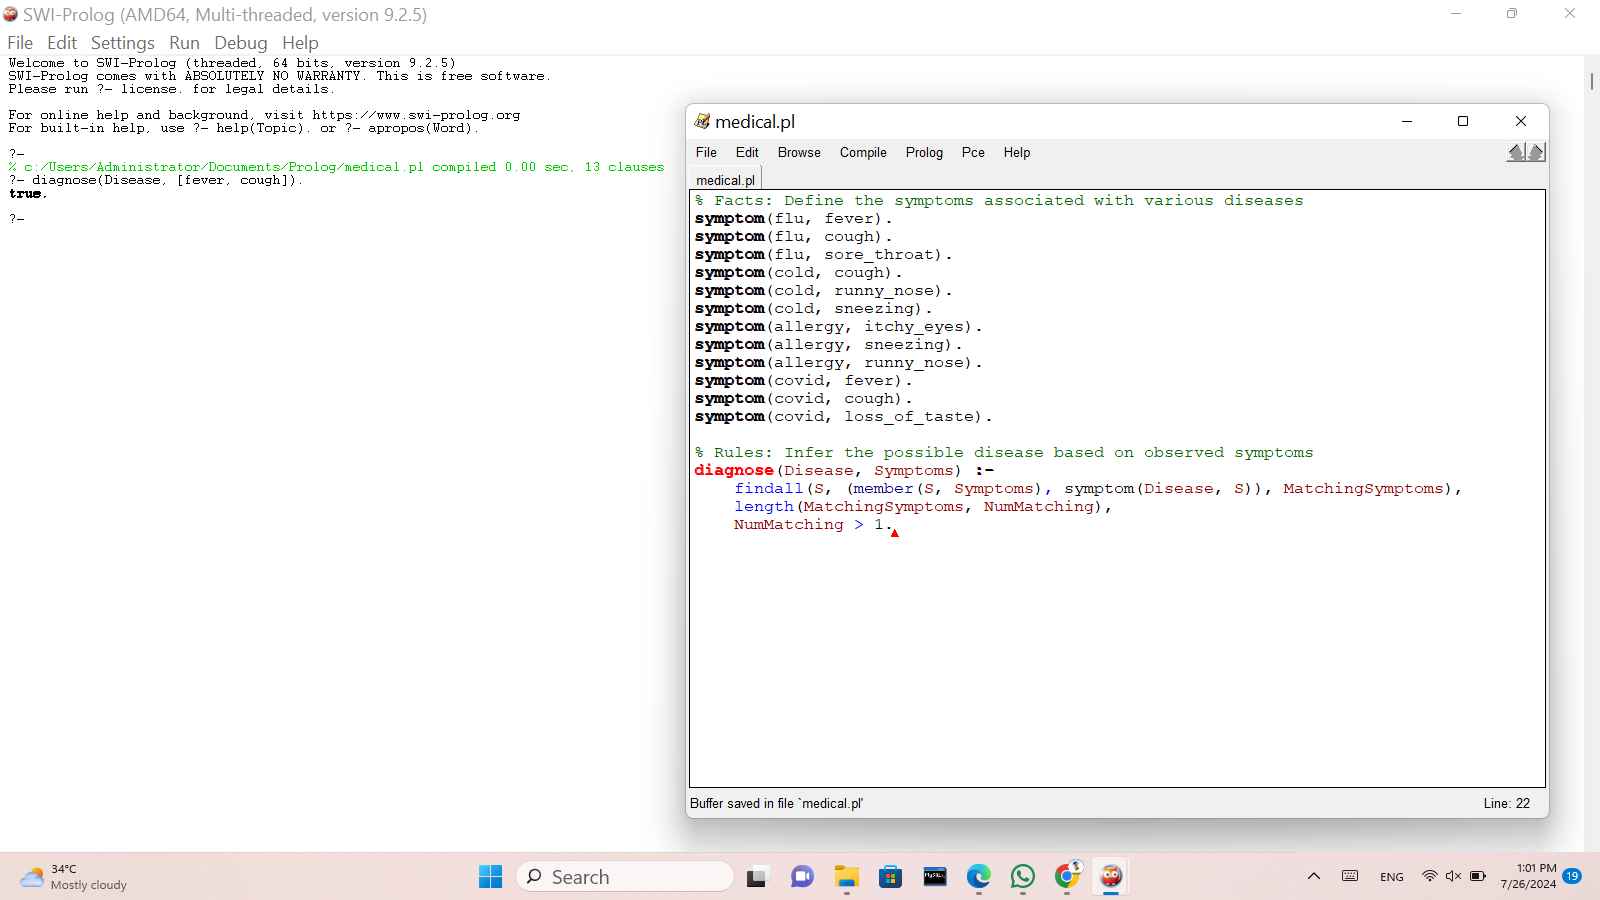 SWI-Prolog (AMD64, Multi-threaded, version 9.2.5)
File Edit Settings Run Debug Help
Welcome to SWI-Prolog (threaded, 64 bits, version 9.2.5)
SWI-Prolog comes with ABSOLUTELY NO WARRANTY. This is free software.
Please run ?- license. for legal details.
For online help and background, visit https://www.swi-prolog.org
For built-in help, use ?- help(Topic). or ?- apropos(Word).
?-
% c:/Users/Administrator/Documents/Prolog/medical.pl compiled 0.00 sec, 13 clauses
?- diagnose(Disease, [fever, cough]).
true.
?-
medical.pl
File Edit Browse Compile Prolog Pce Help
medical.pl
% Facts: Define the symptoms associated with various diseases
symptom(flu, fever).
symptom(flu, cough).
symptom(flu, sore_throat).
symptom(cold, cough).
symptom(cold, runny_nose).
symptom(cold, sneezing).
symptom(allergy, itchy_eyes).
symptom(allergy, sneezing).
symptom(allergy, runny_nose).
symptom(covid, fever).
symptom(covid, cough).
symptom(covid, loss_of_taste).
% Rules: Infer the possible disease based on observed symptoms
diagnose(Disease, Symptoms) :-
findall(S, (member(S, Symptoms), symptom(Disease, S)), MatchingSymptoms),
length(MatchingSymptoms, NumMatching),
NumMatching > 1.
Buffer saved in file `medical.pl' Line: 22
34°C
Mostly cloudy
Search
MySQL
ENG
1:01 PM
7/26/2024
19